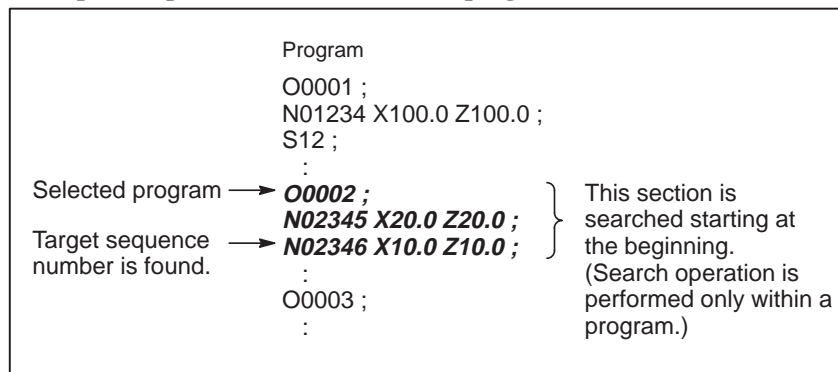 Program
O0001 ;
N01234 X100.0 Z100.0 ;
S12 ;
:
Selected program
O0002 ;
N02345 X20.0 Z20.0 ;
Target sequence
number is found.
N02346 X10.0 Z10.0 ;
:
O0003 ;
:
This section is
searched starting at
the beginning.
(Search operation is
performed only within a
program.)